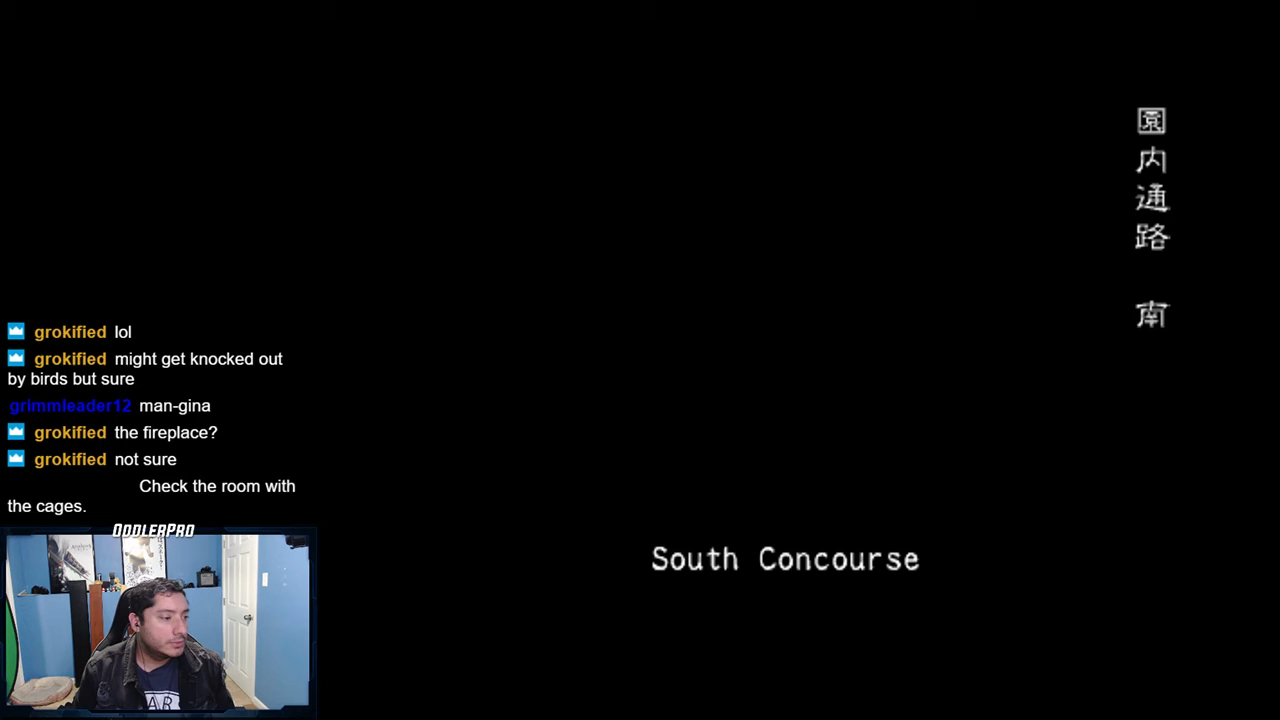 園内通路 南
grokified lol
grokified might get knocked out
by birds but sure
grimmleader12 man-gina
grokified the fireplace?
grokified not sure
Check the room with
the cages.
ODDLERPRO
South Concourse